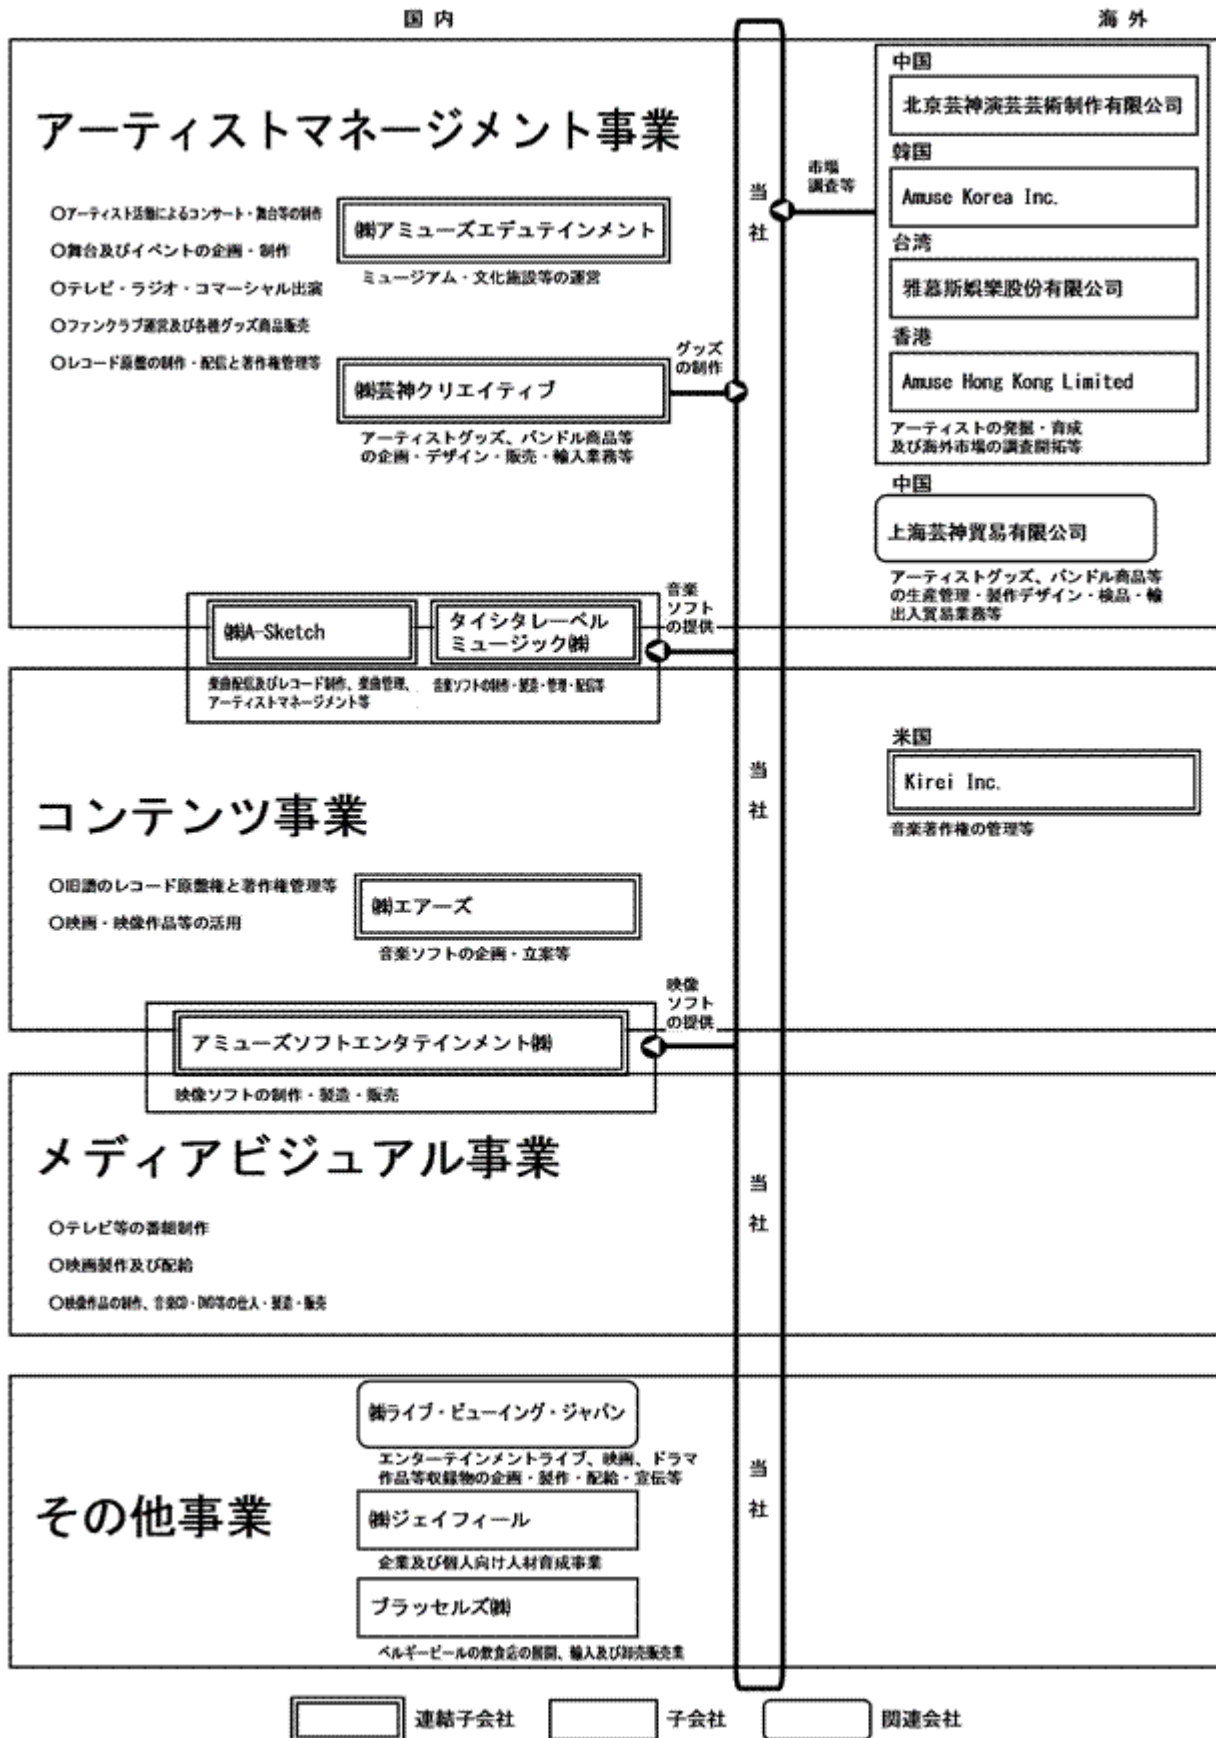 国内
海外
アーティストマネージメント事業
○アーティスト活動によるコンサート・舞台等の制作
○舞台及びイベントの企画・制作
○テレビ・ラジオ・コマーシャル出演
○ファンクラブ運営及び各種グッズ商品販売
○レコード原盤の制作・配信と著作権管理等
㈱アミューズエデュテインメント
ミュージアム・文化施設等の運営
㈱芸神クリエイティブ
アーティストグッズ、バンドル商品等
の企画・デザイン・販売・輸入業務等
グッズ
の制作
当社
市場
調査等
中国
北京芸神演芸芸術制作有限公司
韓国
Amuse Korea Inc.
台湾
雅慕斯娯樂股份有限公司
香港
Amuse Hong Kong Limited
アーティストの発掘・育成
及び海外市場の調査開拓等
中国
上海芸神貿易有限公司
アーティストグッズ、バンドル商品等
の生産管理・製作デザイン・検品・輸
出入貿易業務等
㈱A-Sketch
楽曲配信及びレコード制作、楽曲管理、
アーティストマネージメント等
タイシタレーベル
ミュージック㈱
音楽ソフトの制作・製造・管理・配信等
音楽
ソフト
の提供
コンテンツ事業
○旧譜のレコード原盤権と著作権管理等
○映画・映像作品等の活用
㈱エアーズ
音楽ソフトの企画・立案等
当社
米国
Kirei Inc.
音楽著作権の管理等
アミューズソフトエンタテインメント㈱
映像ソフトの制作・製造・販売
映像
ソフト
の提供
メディアビジュアル事業
○テレビ等の番組制作
○映画製作及び配給
○映像作品の制作、音楽CD・DVD等の仕入・製造・販売
当社
その他事業
㈱ライブ・ビューイング・ジャパン
エンターテインメントライブ、映画、ドラマ
作品等収録物の企画・製作・配給・宣伝等
㈱ジェイフィール
企業及び個人向け人材育成事業
ブラッセルズ㈱
ベルギービールの飲食店の展開、輸入及び卸売販売業
当社
連結子会社
子会社
関連会社